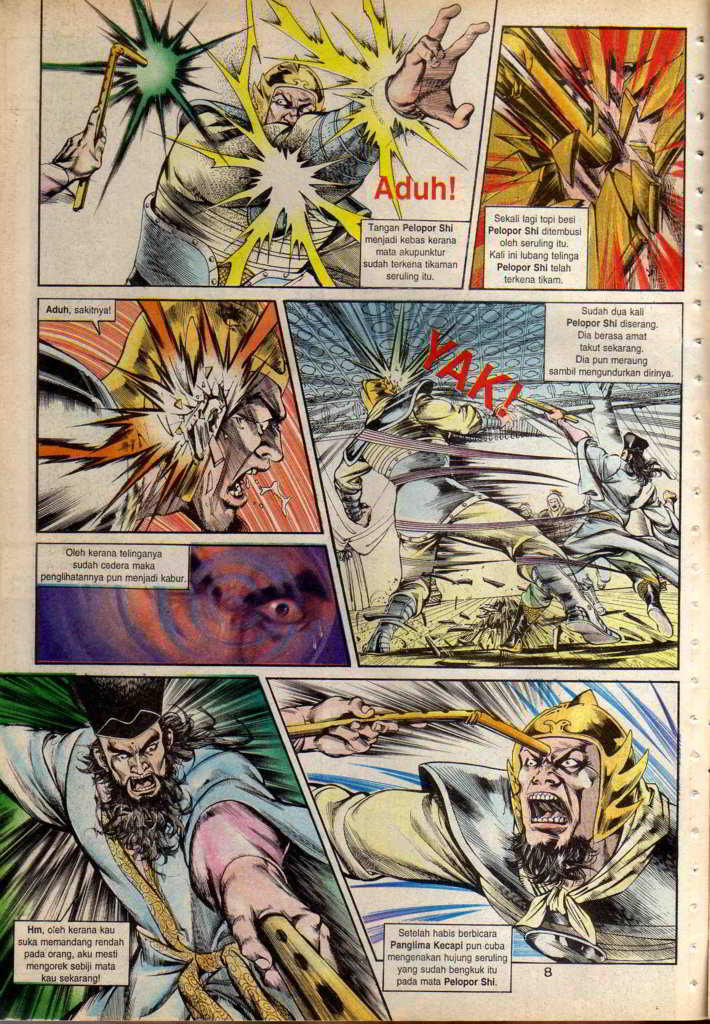 Aduh!
Tangan Pelopor Shi
menjadi kebas kerana
mata akupunktur
sudah terkena tikaman
seruling itu.
Sekali lagi topi besi
Pelopor Shi ditembusi
oleh seruling itu.
Kali ini lubang telinga
Pelopor Shi telah
terkena tikam.
Aduh, sakitnya!
YAK!
Sudah dua kali
Pelopor Shi diserang.
Dia berasa amat
takut sekarang.
Dia pun meraung
sambil mengundurkan dirinya.
Oleh kerana telinganya
sudah cedera maka
penglihatannya pun menjadi kabur.
Hm, oleh kerana kau
suka memandang rendah
pada orang, aku mesti
mengorek sebiji mata
kau sekarang!
Setelah habis berbicara
Panglima Kecapi pun cuba
mengenakan hujung seruling
yang sudah bengkuk itu
pada mata Pelopor Shi.
8